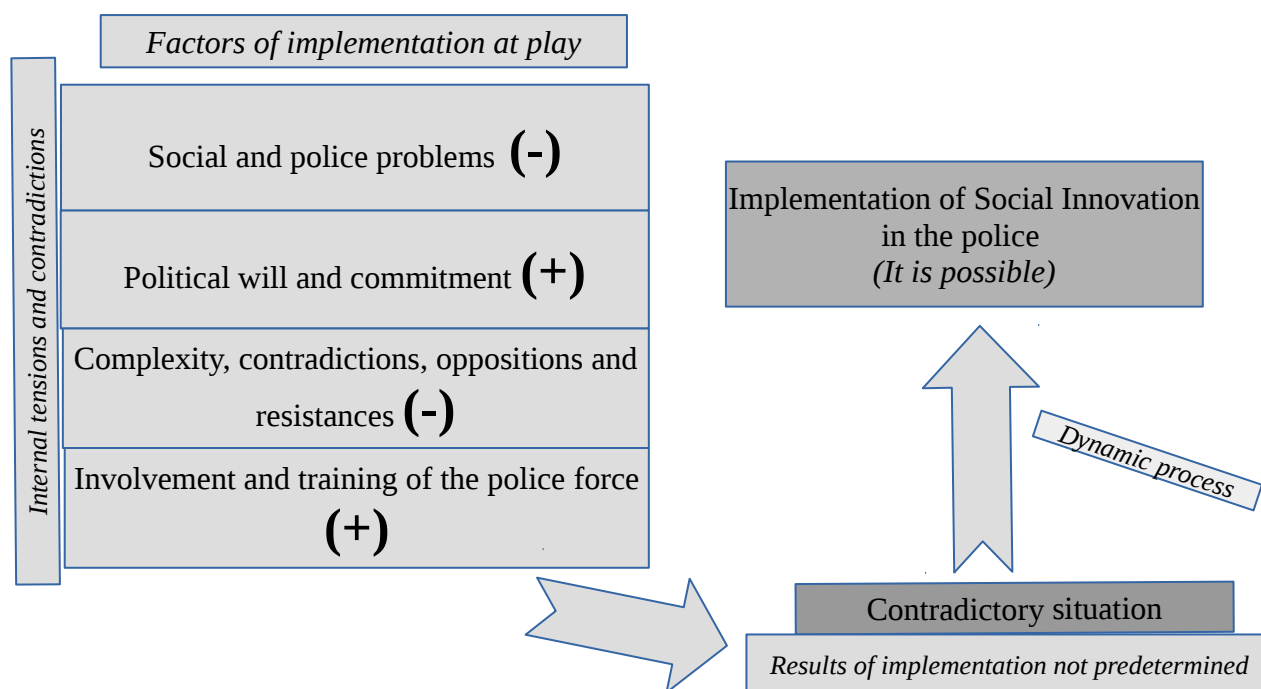 Factors of implementation at play
Internal tensions and contradictions
Social and police problems (-)
Political will and commitment (+)
Complexity, contradictions, oppositions and
resistances (-)
Involvement and training of the police force
(+)
Implementation of Social Innovation
in the police
(It is possible)
Dynamic process
Contradictory situation
Results of implementation not predetermined